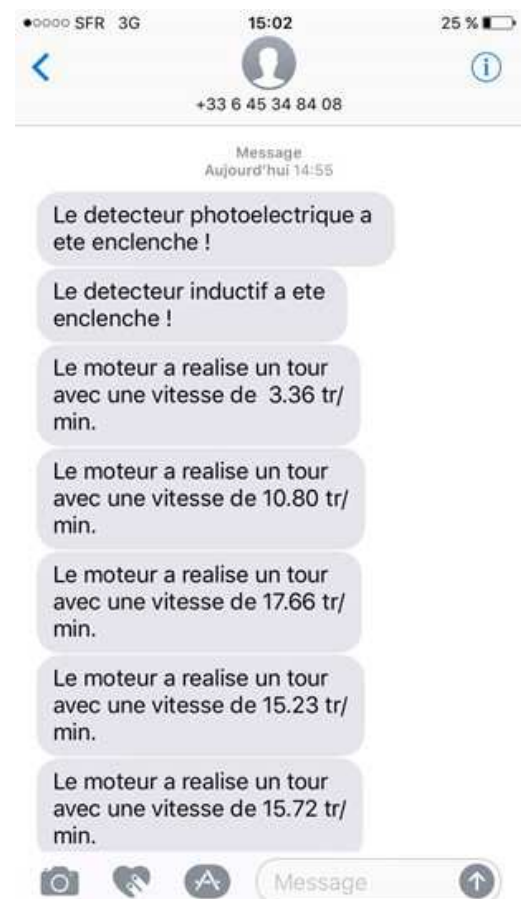 SFR 3G 15:02 25 %
+33 6 45 34 84 08
Message
Aujourd'hui 14:55
Le detecteur photoelectrique a
ete enclenche !
Le detecteur inductif a ete
enclenche !
Le moteur a realise un tour
avec une vitesse de  3.36 tr/
min.
Le moteur a realise un tour
avec une vitesse de 10.80 tr/
min.
Le moteur a realise un tour
avec une vitesse de 17.66 tr/
min.
Le moteur a realise un tour
avec une vitesse de 15.23 tr/
min.
Le moteur a realise un tour
avec une vitesse de 15.72 tr/
min.
Message